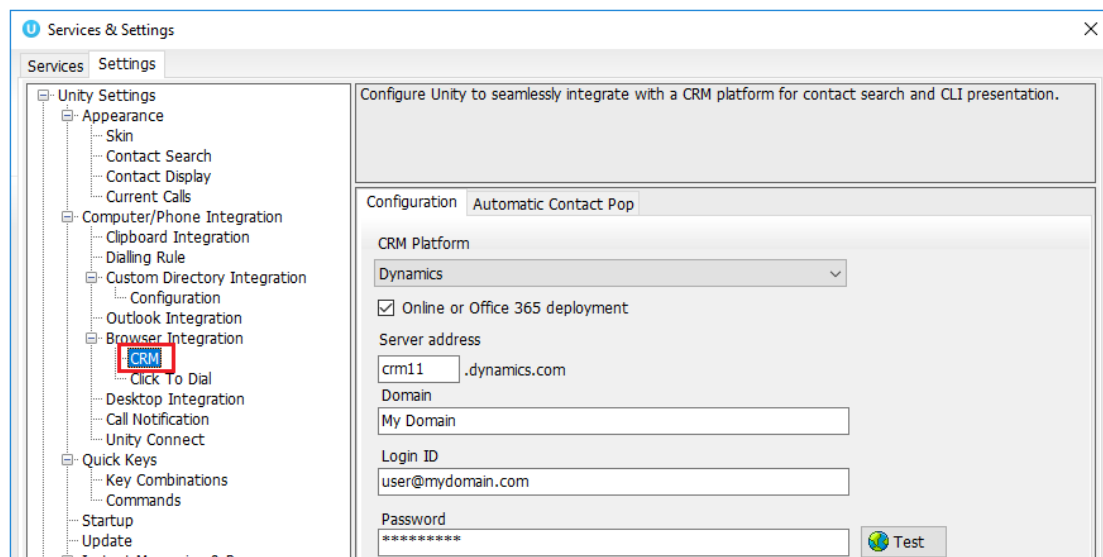 Services & Settings
Services Settings
Unity Settings
Appearance
Skin
Contact Search
Contact Display
Current Calls
Computer/Phone Integration
Clipboard Integration
Dialling Rule
Custom Directory Integration
Configuration
Outlook Integration
Browser Integration
CRM
Click To Dial
Desktop Integration
Call Notification
Unity Connect
Quick Keys
Key Combinations
Commands
Startup
Update
Configure Unity to seamlessly integrate with a CRM platform for contact search and CLI presentation.
Configuration Automatic Contact Pop
CRM Platform
Dynamics
Online or Office 365 deployment
Server address
crm11 .dynamics.com
Domain
My Domain
Login ID
user@mydomain.com
Password
********* Test